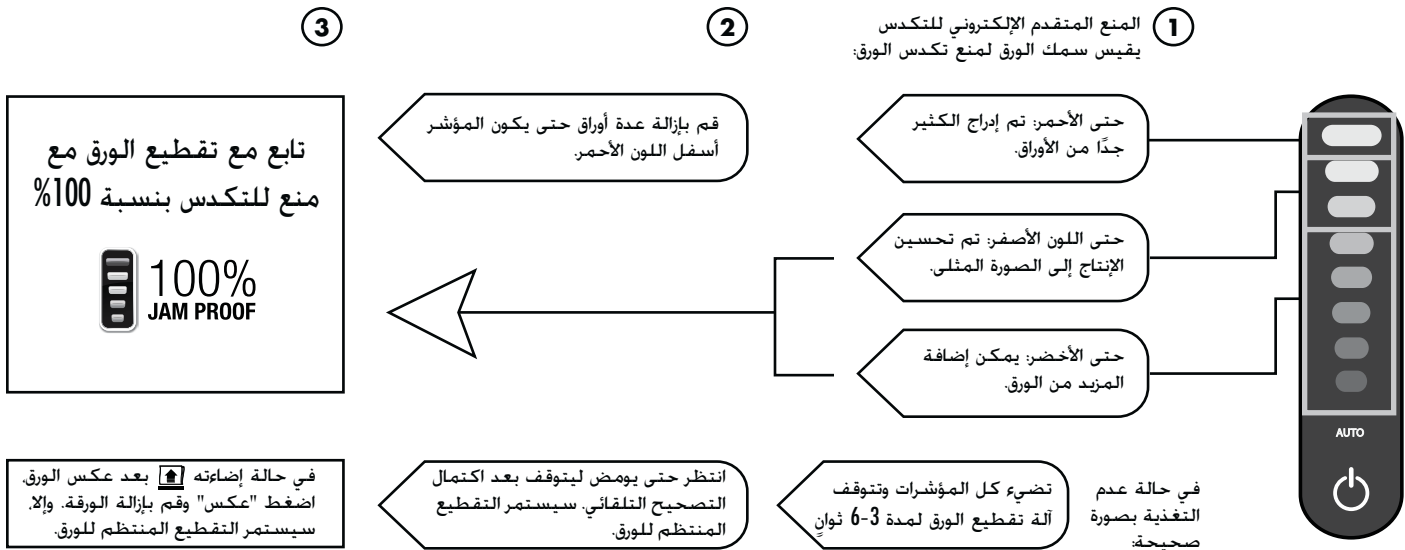 1
المنع المتقدم الإلكتروني للتكدس
يقيس سمك الورق لمنع تكدس الورق:
حتى الأحمر: تم إدراج الكثير
جدًا من الأوراق.
حتى اللون الأصفر: تم تحسين
الإنتاج إلى الصورة المثلى.
حتى الأخضر: يمكن إضافة
المزيد من الورق.
AUTO
2
قم بإزالة عدة أوراق حتى يكون المؤشر
أسفل اللون الأحمر.
3
تابع مع تقطيع الورق مع
منع للتكدس بنسبة 100%
100%
JAM PROOF
في حالة عدم
التغذية بصورة
صحيحة:
تضيء كل المؤشرات وتتوقف
آلة تقطيع الورق لمدة 3-6 ثوانٍ
انتظر حتى يومض ليتوقف بعد اكتمال
التصحيح التلقائي. سيستمر التقطيع
المنتظم للورق.
في حالة إضاءته بعد عكس الورق،
اضغط "عكس" وقم بإزالة الورقة. وإلا،
سيستمر التقطيع المنتظم للورق.